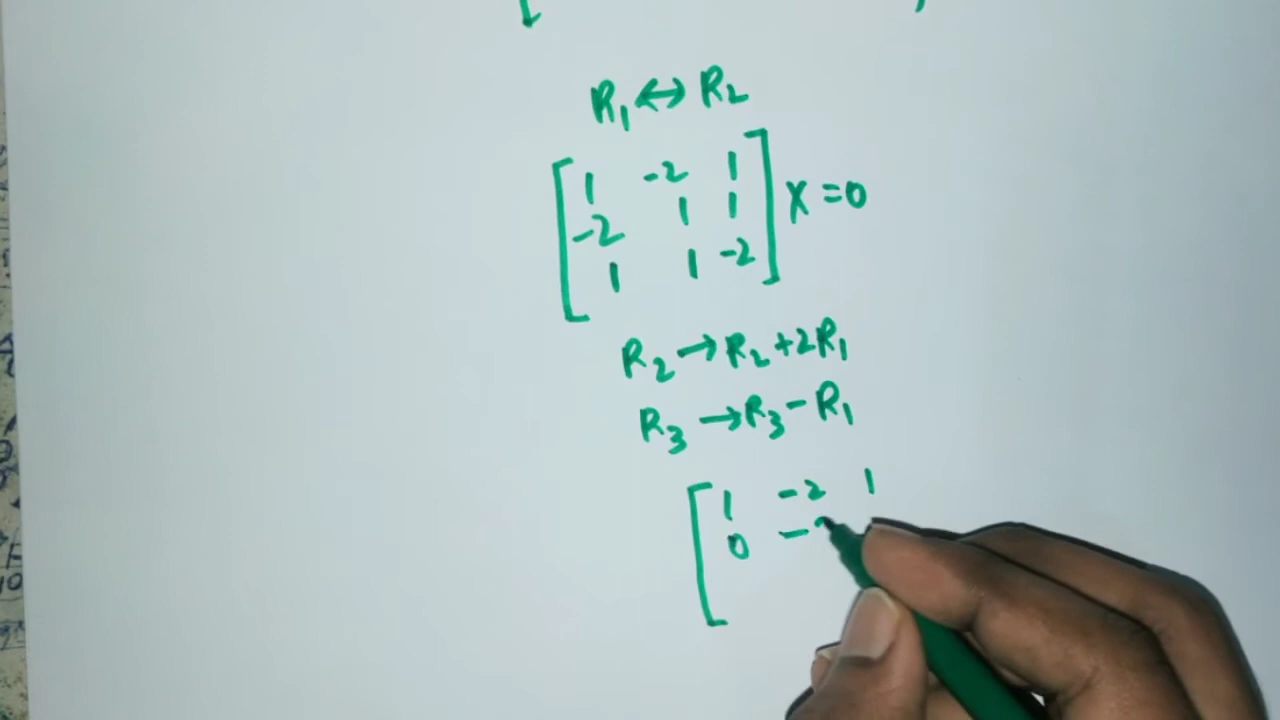 R₁ ↔ R₂
[ 1 -2 1
-2 1 1 ] X = 0
1 1 -2
R₂ → R₂ + 2R₁
R₃ → R₃ - R₁
[ 1 -2 1
0 -